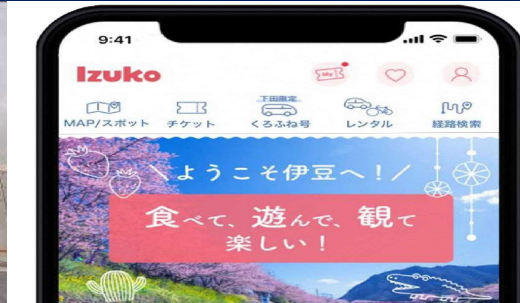 9:41
Izuko
My
下田限定
MAP/スポット チケット くろふね号 レンタル 経路検索
＼ようこそ伊豆へ！／
食べて、遊んで、観て
楽しい！